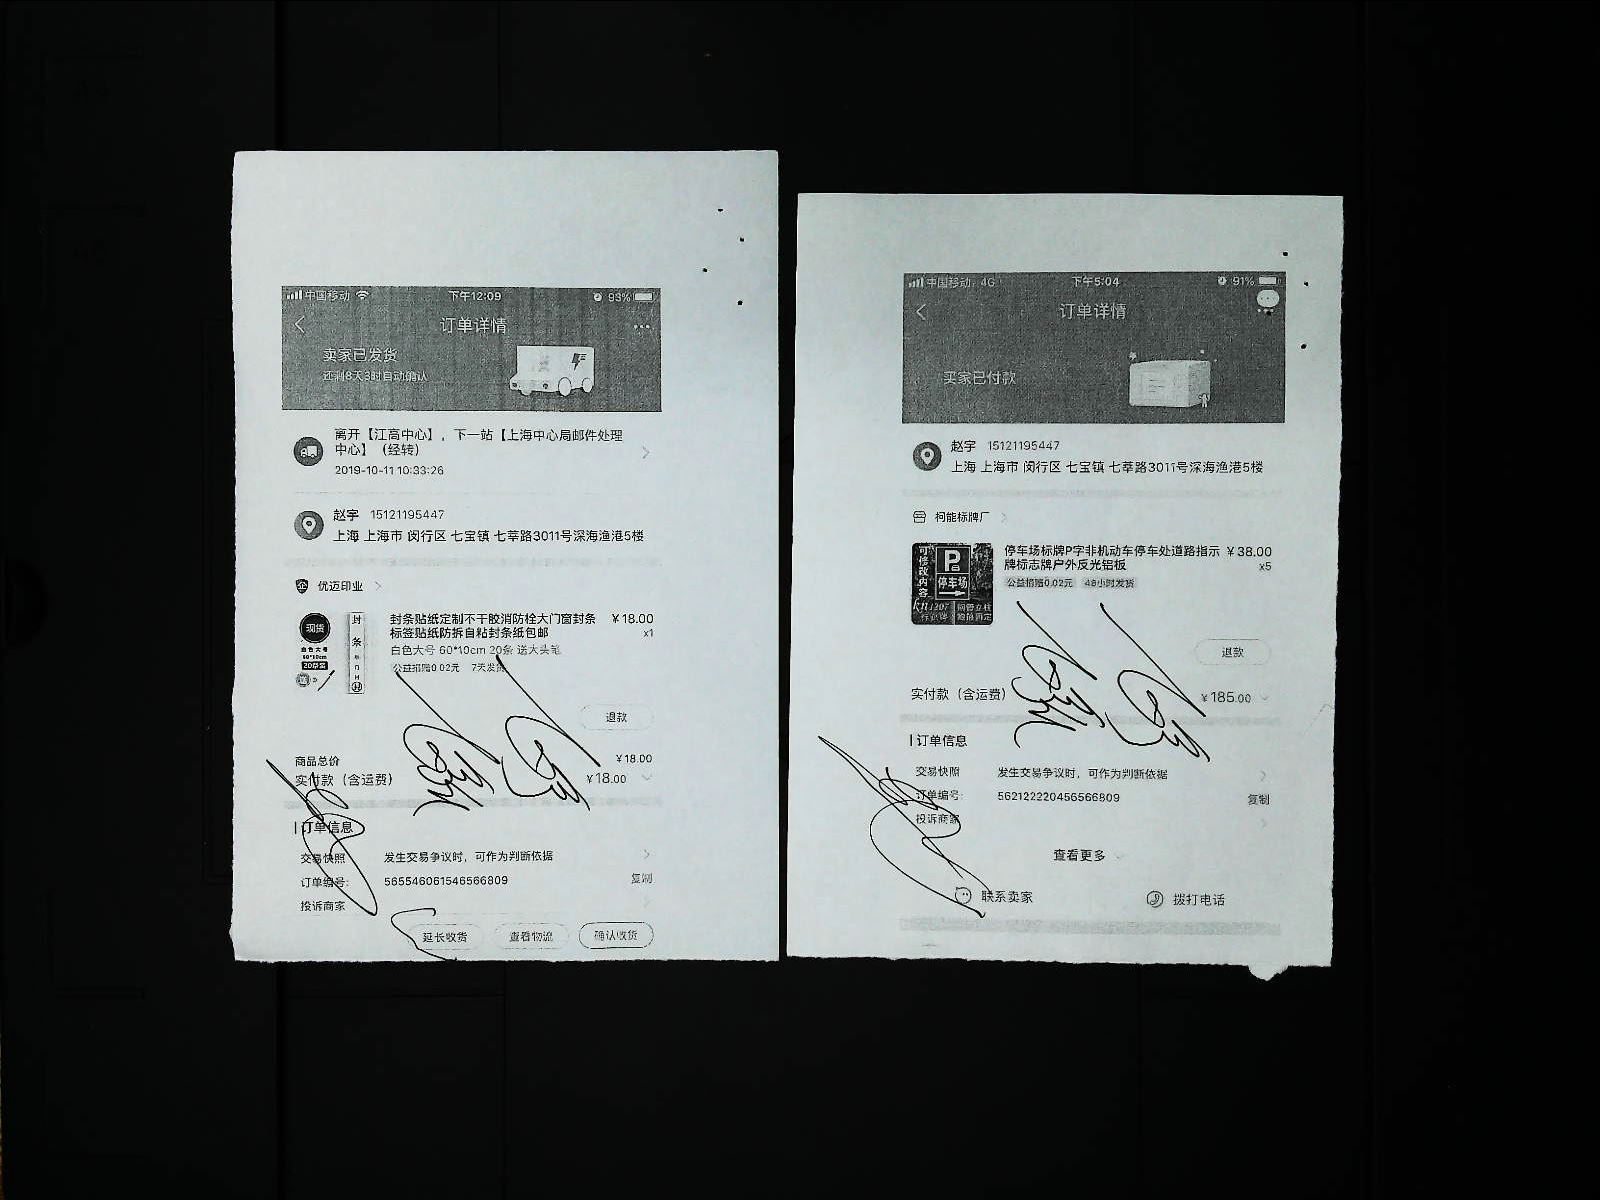 中国移动 下午12:09 93%
订单详情
卖家已发货
还剩8天3时自动确认
离开【江高中心】，下一站【上海中心局邮件处理
中心】（经转）
2019-10-11 10:33:26
赵宇 15121195447
上海 上海市 闵行区 七宝镇 七莘路3011号深海渔港5楼
优迈印业
现货
白色大号
60*10cm
20条装
封条
封条贴纸定制不干胶消防栓大门窗封条 ￥18.00
标签贴纸防拆自粘封条纸包邮 x1
白色大号 60*10cm 20条 送大头笔
公益捐赠0.02元 7天发货
退款
商品总价 ￥18.00
实付款（含运费） ￥18.00
订单信息
交易快照 发生交易争议时，可作为判断依据
订单编号: 565546061546566809 复制
投诉商家
延长收货 查看物流 确认收货
中国移动 4G 下午5:04 91%
订单详情
买家已付款
赵宇 15121195447
上海 上海市 闵行区 七宝镇 七莘路3011号深海渔港5楼
柯能标牌厂
可修改内容
P
停车场
停车场标牌P字非机动车停车处道路指示 ￥38.00
牌标志牌户外反光铝板 x5
公益捐赠0.02元 48小时发货
退款
实付款（含运费） ￥185.00
订单信息
交易快照 发生交易争议时，可作为判断依据
订单编号: 562122220456566809 复制
投诉商家
查看更多
联系卖家 拨打电话